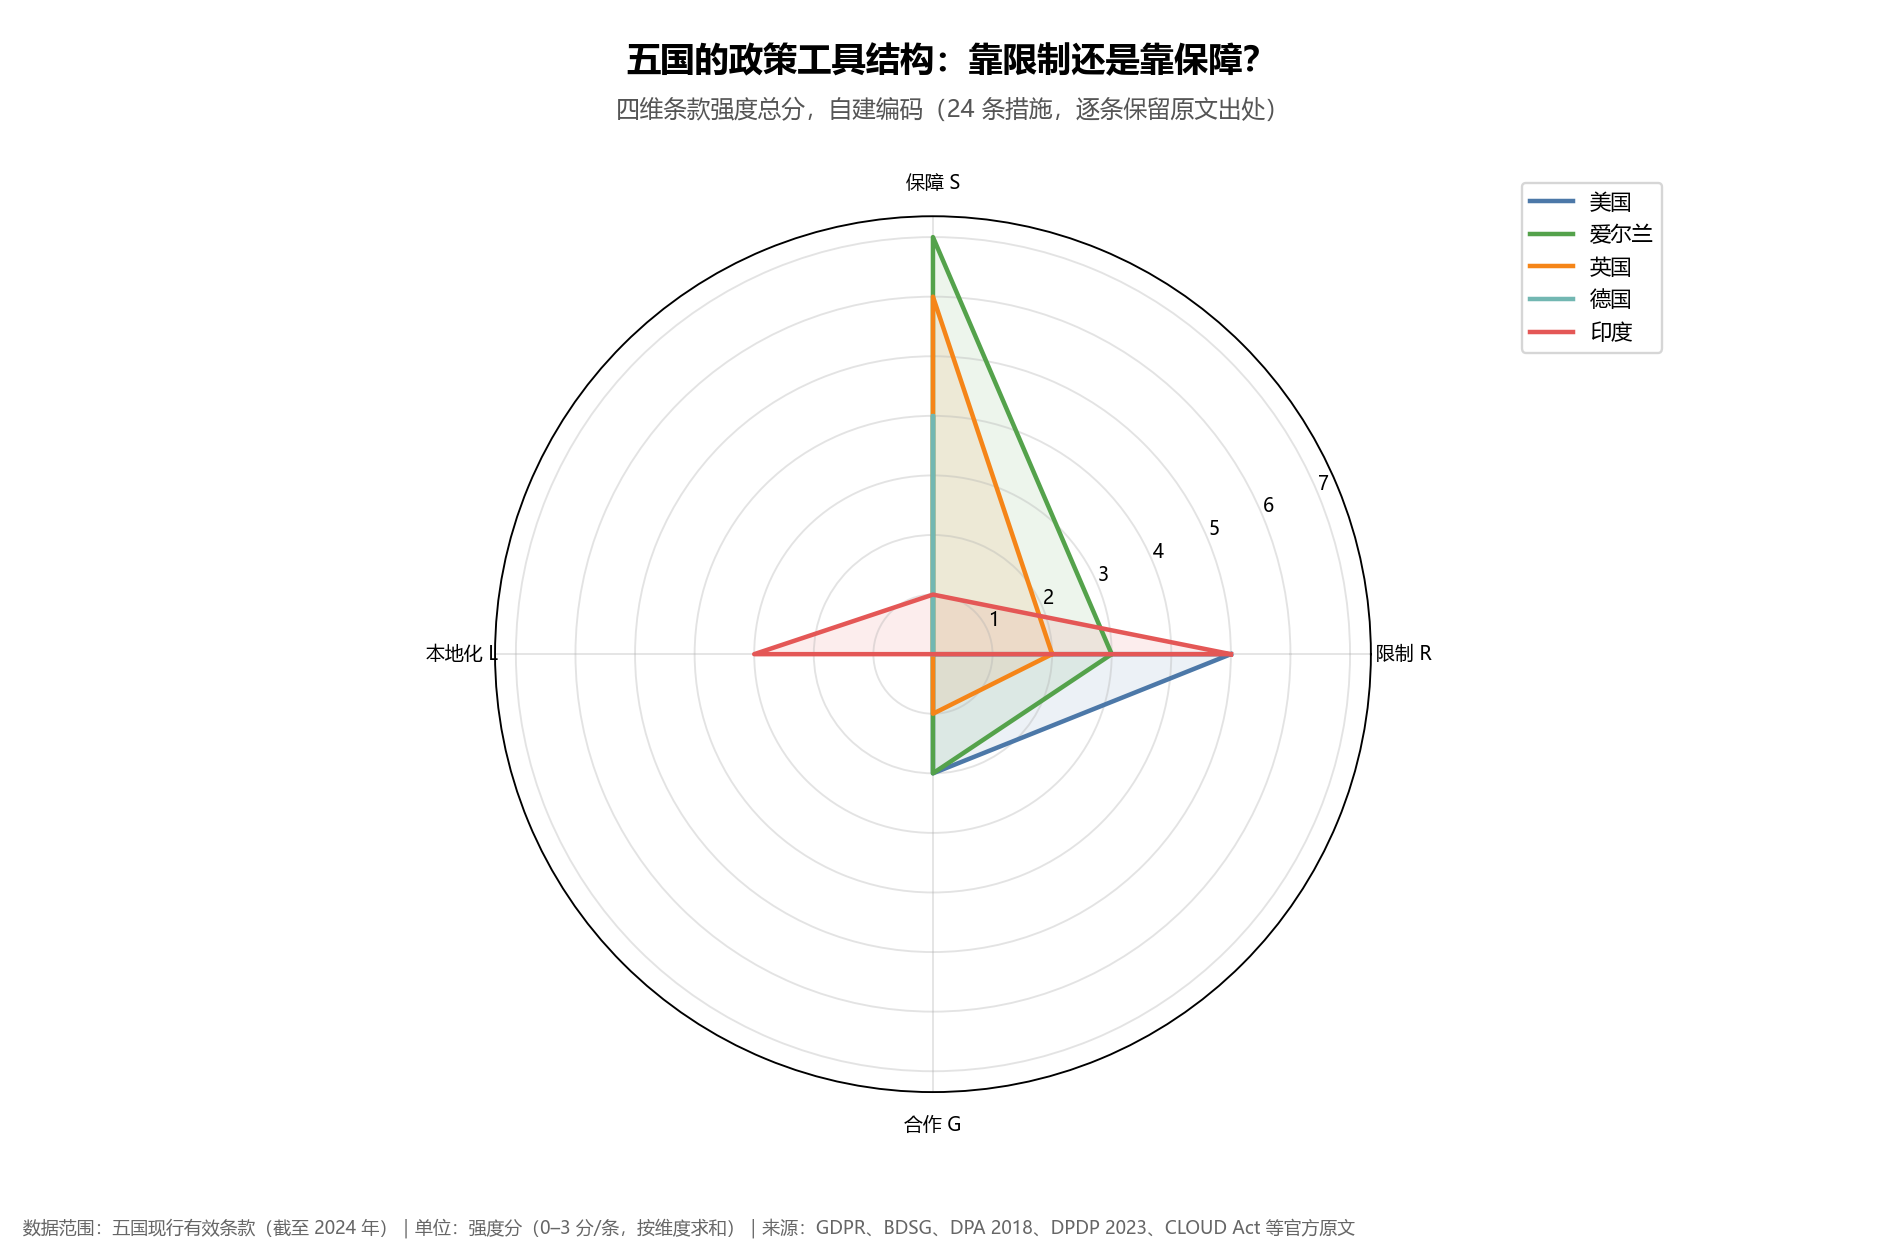 五国的政策工具结构：靠限制还是靠保障？
四维条款强度总分，自建编码（24 条措施，逐条保留原文出处）
保障 S
美国
爱尔兰
英国
德国
印度
7
6
5
4
3
2
1
本地化 L
限制 R
合作 G
数据范围：五国现行有效条款（截至 2024 年） | 单位：强度分（0–3 分/条，按维度求和） | 来源：GDPR、BDSG、DPA 2018、DPDP 2023、CLOUD Act 等官方原文